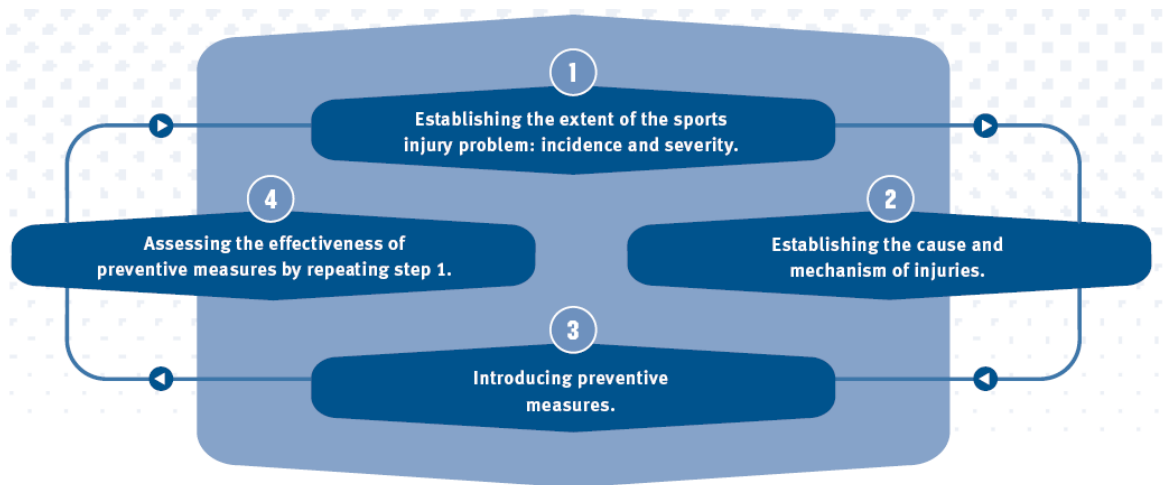 1
Establishing the extent of the sports
injury problem: incidence and severity.
2
Establishing the cause and
mechanism of injuries.
3
Introducing preventive
measures.
4
Assessing the effectiveness of
preventive measures by repeating step 1.